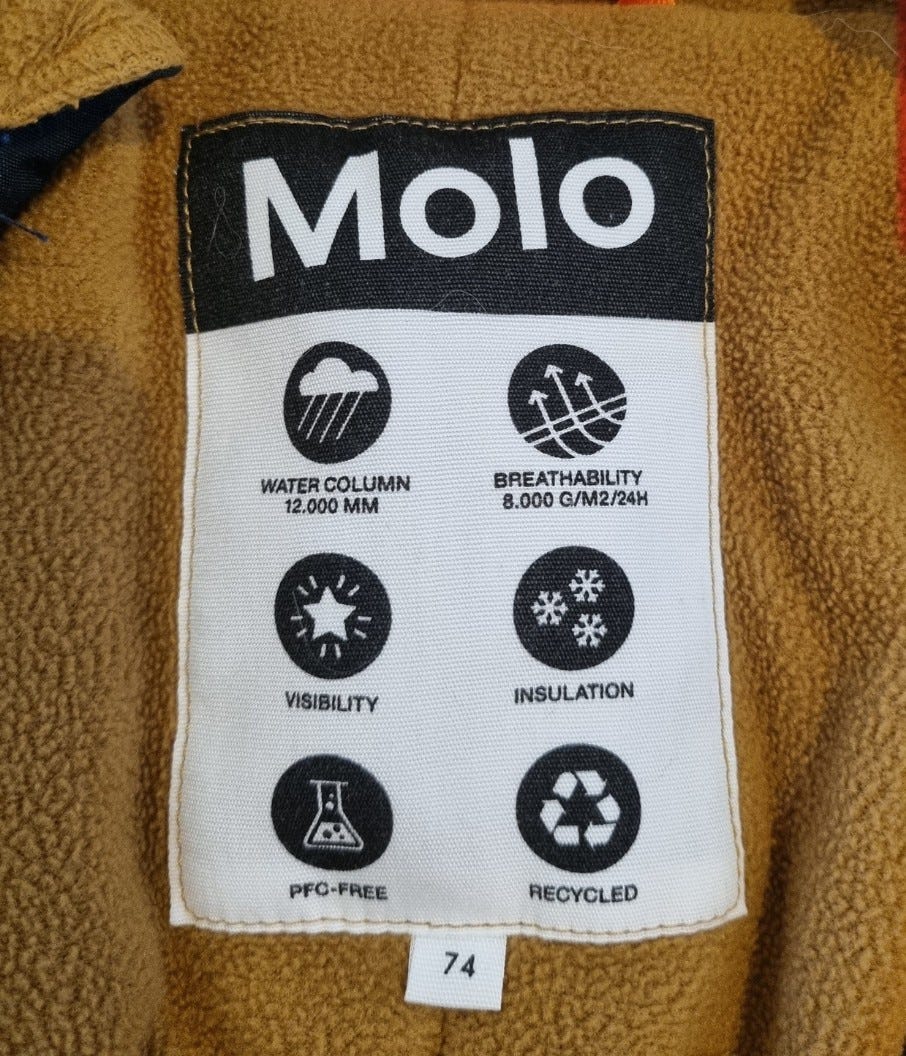 Molo
WATER COLUMN
12.000 MM
BREATHABILITY
8.000 G/M2/24H
VISIBILITY
INSULATION
PFC-FREE
RECYCLED
74